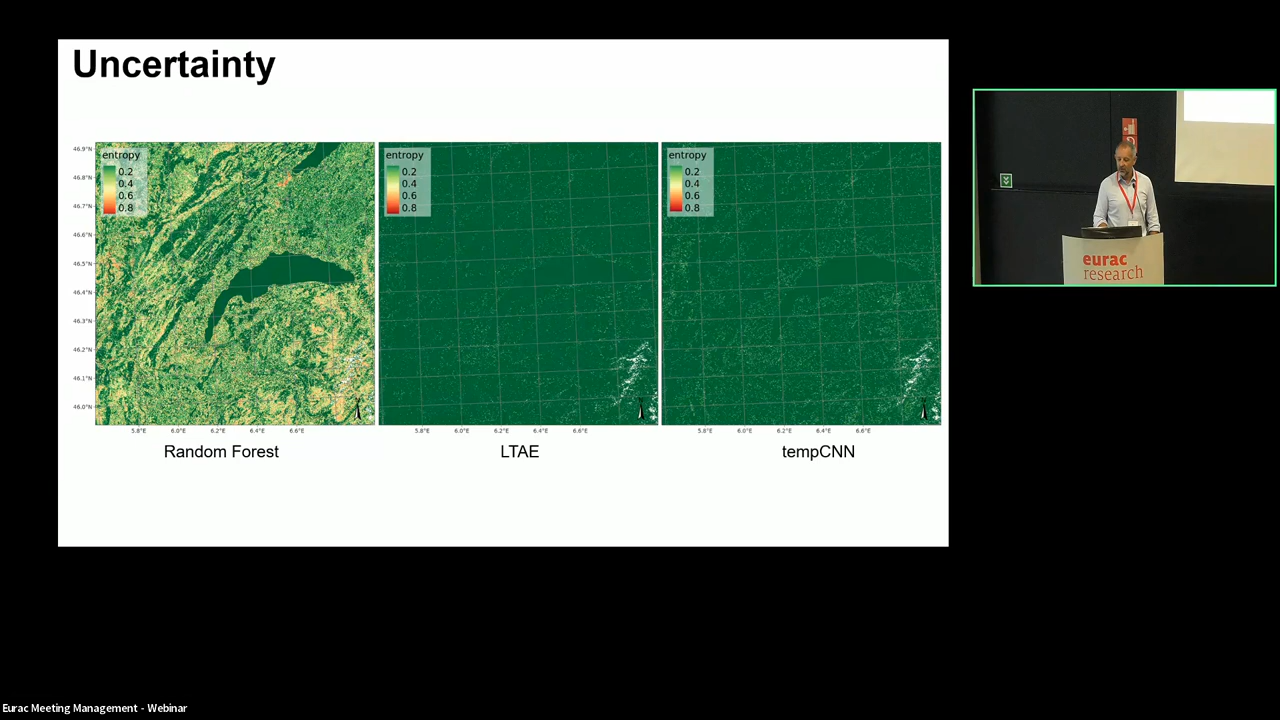 Uncertainty
entropy
0.2
0.4
0.6
0.8
46.9°N
46.8°N
46.7°N
46.6°N
46.5°N
46.4°N
46.3°N
46.2°N
46.1°N
46.0°N
5.8°E 6.0°E 6.2°E 6.4°E 6.6°E
Random Forest
entropy
0.2
0.4
0.6
0.8
5.8°E 6.0°E 6.2°E 6.4°E 6.6°E
LTAE
entropy
0.2
0.4
0.6
0.8
5.8°E 6.0°E 6.2°E 6.4°E 6.6°E
tempCNN
eurac
research
Eurac Meeting Management - Webinar